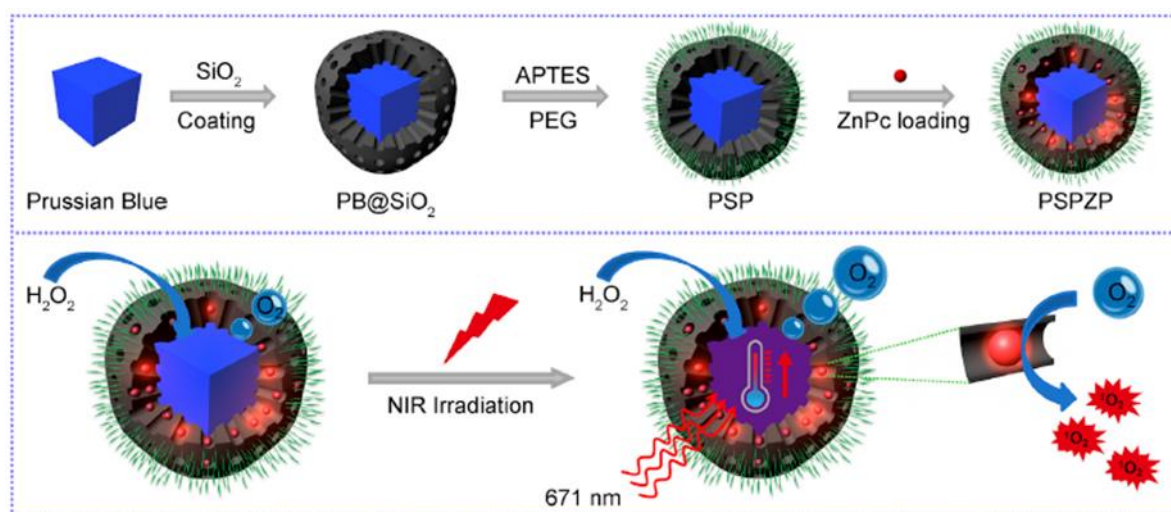 SiO₂
Coating
APTES
PEG
ZnPc loading
Prussian Blue
PB@SiO₂
PSP
PSPZP
H₂O₂
O₂
NIR Irradiation
H₂O₂
O₂
671 nm
O₂
¹O₂
¹O₂
¹O₂